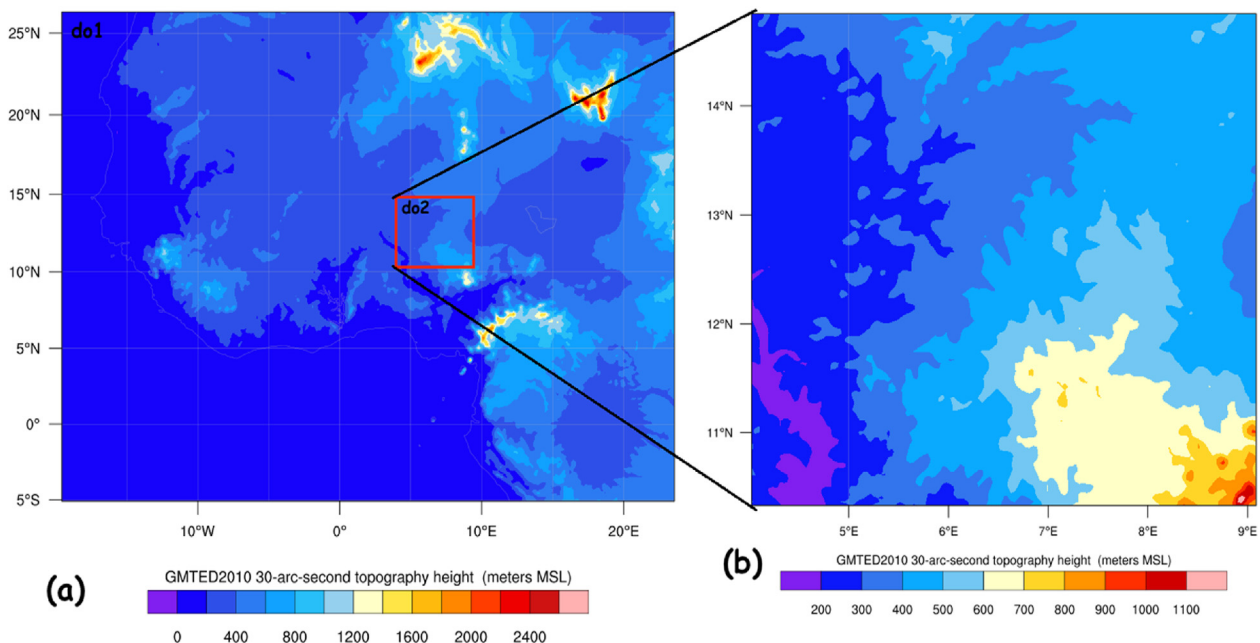 do1
25°N
20°N
15°N
10°N
5°N
0°
5°S
10°W
0°
10°E
20°E
do2
(a)
GMTED2010 30-arc-second topography height (meters MSL)
0 400 800 1200 1600 2000 2400
14°N
13°N
12°N
11°N
5°E
6°E
7°E
8°E
9°E
(b)
GMTED2010 30-arc-second topography height (meters MSL)
200 300 400 500 600 700 800 900 1000 1100